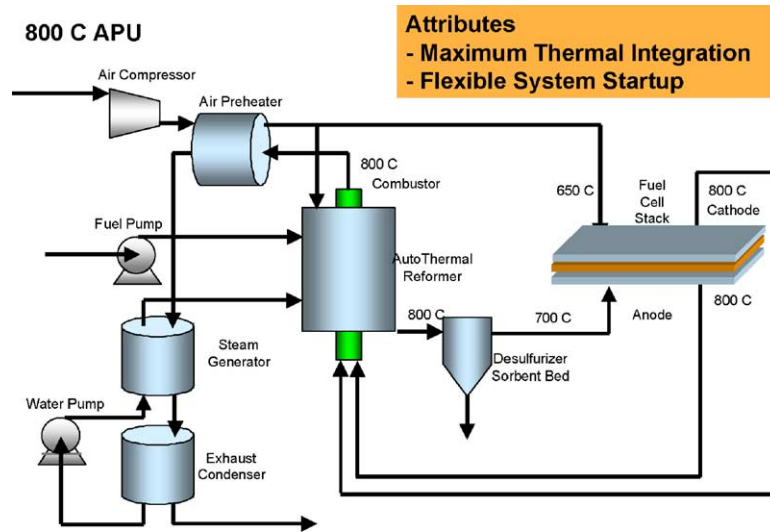 800 C APU
Attributes
- Maximum Thermal Integration
- Flexible System Startup
Air Compressor
Air Preheater
800 C
Combustor
650 C
Fuel
Cell
Stack
800 C
Cathode
Fuel Pump
AutoThermal
Reformer
800 C
700 C
Anode
800 C
Steam
Generator
Desulfurizer
Sorbent Bed
Water Pump
Exhaust
Condenser